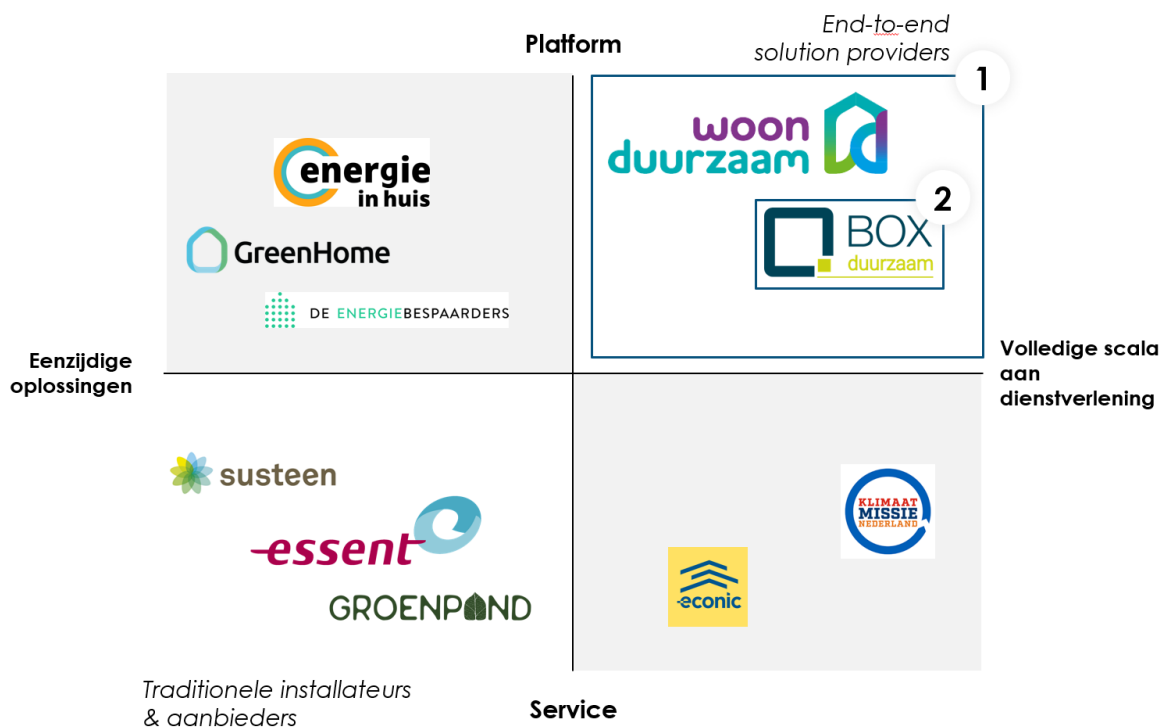 End-to-end
solution providers
Platform
1
woon
duurzaam
energie
in huis
2
BOX
duurzaam
GreenHome
DE ENERGIEBESPAARDERS
Eenzijdige
oplossingen
Volledige scala
aan
dienstverlening
susteen
essent
GROENPAND
KLIMAAT
MISSIE
NEDERLAND
econic
Traditionele installateurs
& aanbieders
Service